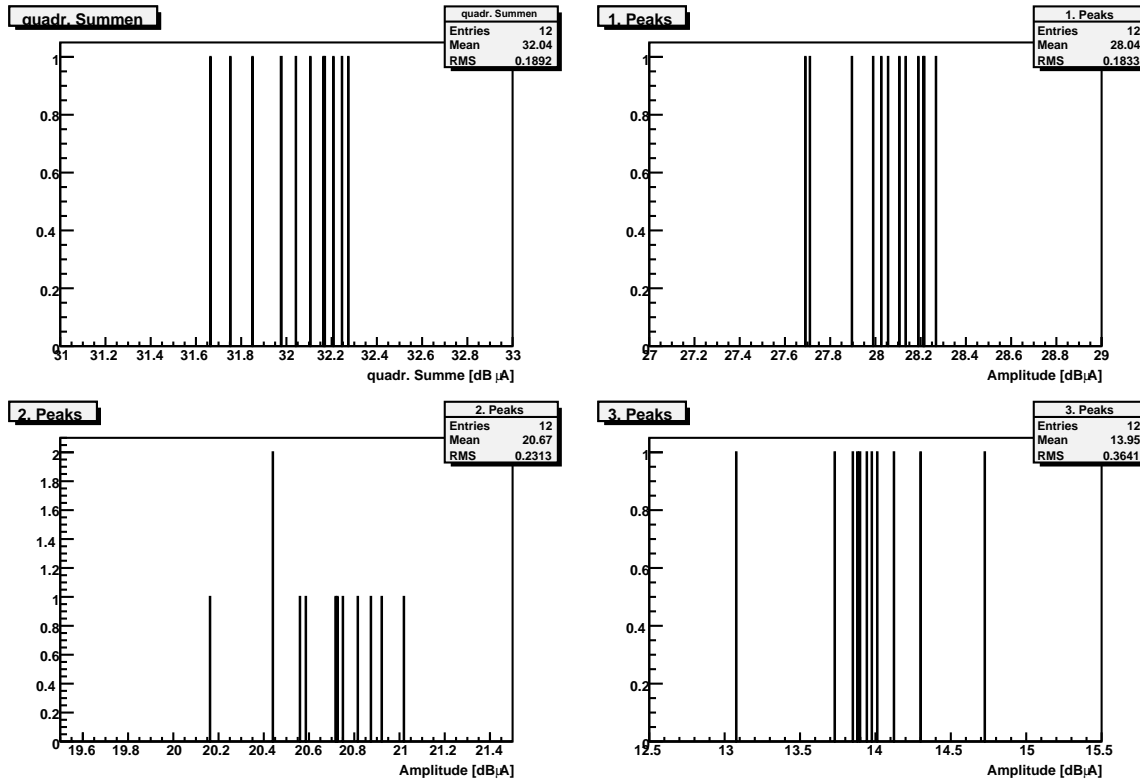 quadr. Summen
quadr. Summen
Entries 12
Mean 32.04
RMS 0.1892
1
0.8
0.6
0.4
0.2
0
31 31.2 31.4 31.6 31.8 32 32.2 32.4 32.6 32.8 33
quadr. Summe [dB µA]
1. Peaks
1. Peaks
Entries 12
Mean 28.04
RMS 0.1833
1
0.8
0.6
0.4
0.2
0
27 27.2 27.4 27.6 27.8 28 28.2 28.4 28.6 28.8 29
Amplitude [dBµA]
2. Peaks
2. Peaks
Entries 12
Mean 20.67
RMS 0.2313
2
1.8
1.6
1.4
1.2
1
0.8
0.6
0.4
0.2
0
19.6 19.8 20 20.2 20.4 20.6 20.8 21 21.2 21.4
Amplitude [dBµA]
3. Peaks
3. Peaks
Entries 12
Mean 13.95
RMS 0.3641
1
0.8
0.6
0.4
0.2
0
12.5 13 13.5 14 14.5 15 15.5
Amplitude [dBµA]